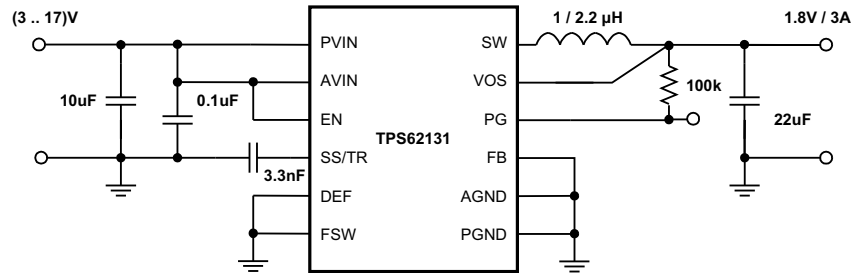 (3 .. 17)V
1 / 2.2 µH
1.8V / 3A
PVIN
SW
AVIN
VOS
10uF
0.1uF
100k
EN
PG
22uF
TPS62131
SS/TR
FB
3.3nF
DEF
AGND
FSW
PGND